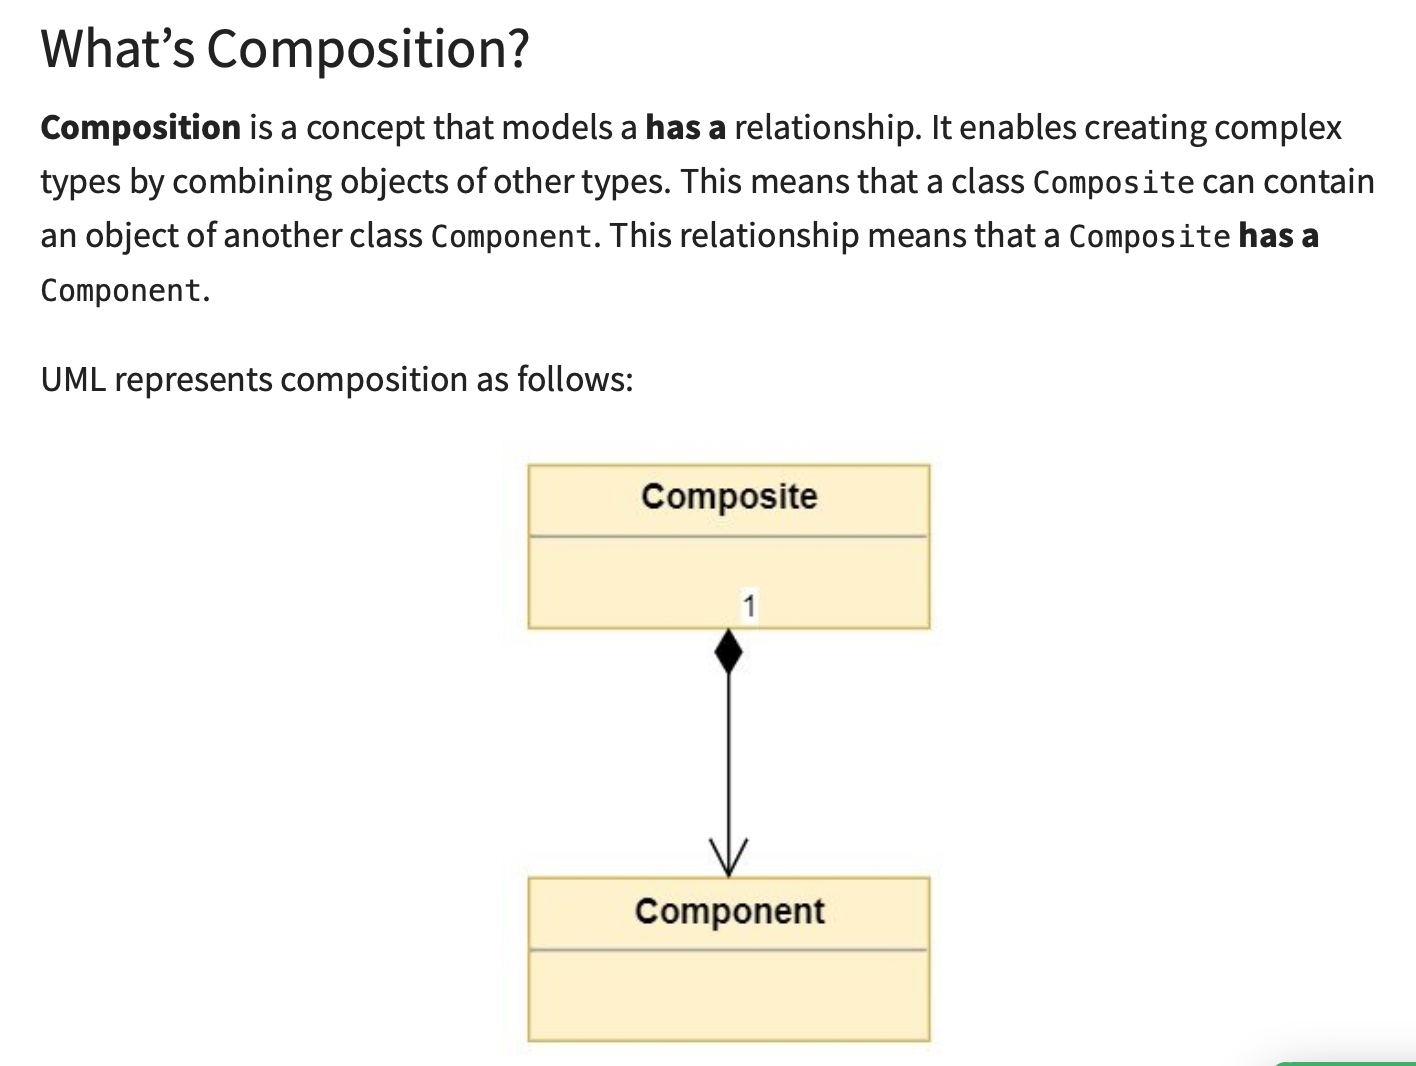 What’s Composition?
Composition is a concept that models a has a relationship. It enables creating complex
types by combining objects of other types. This means that a class Composite can contain
an object of another class Component. This relationship means that a Composite has a
Component.
UML represents composition as follows:
Composite
1
Component